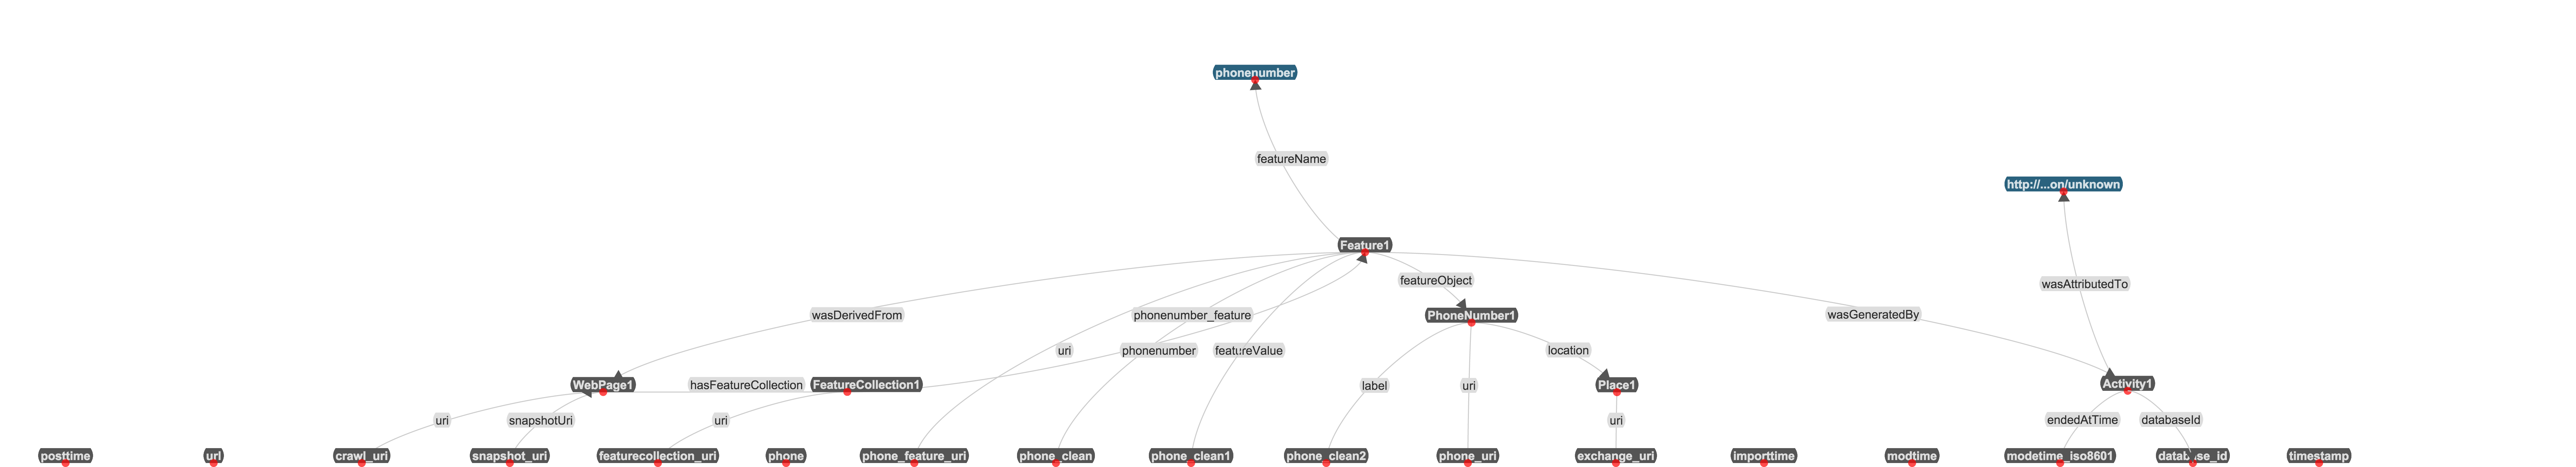 phonenumber
featureName
http://...on/unknown
Feature1
featureObject
wasAttributedTo
wasDerivedFrom
phonenumber_feature
PhoneNumber1
wasGeneratedBy
uri
phonenumber
featureValue
location
WebPage1
hasFeatureCollection
FeatureCollection1
label
uri
Place1
Activity1
uri
snapshotUri
uri
uri
endedAtTime
databaseId
posttime
url
crawl_uri
snapshot_uri
featurecollection_uri
phone
phone_feature_uri
phone_clean
phone_clean1
phone_clean2
phone_uri
exchange_uri
importtime
modtime
modetime_iso8601
database_id
timestamp